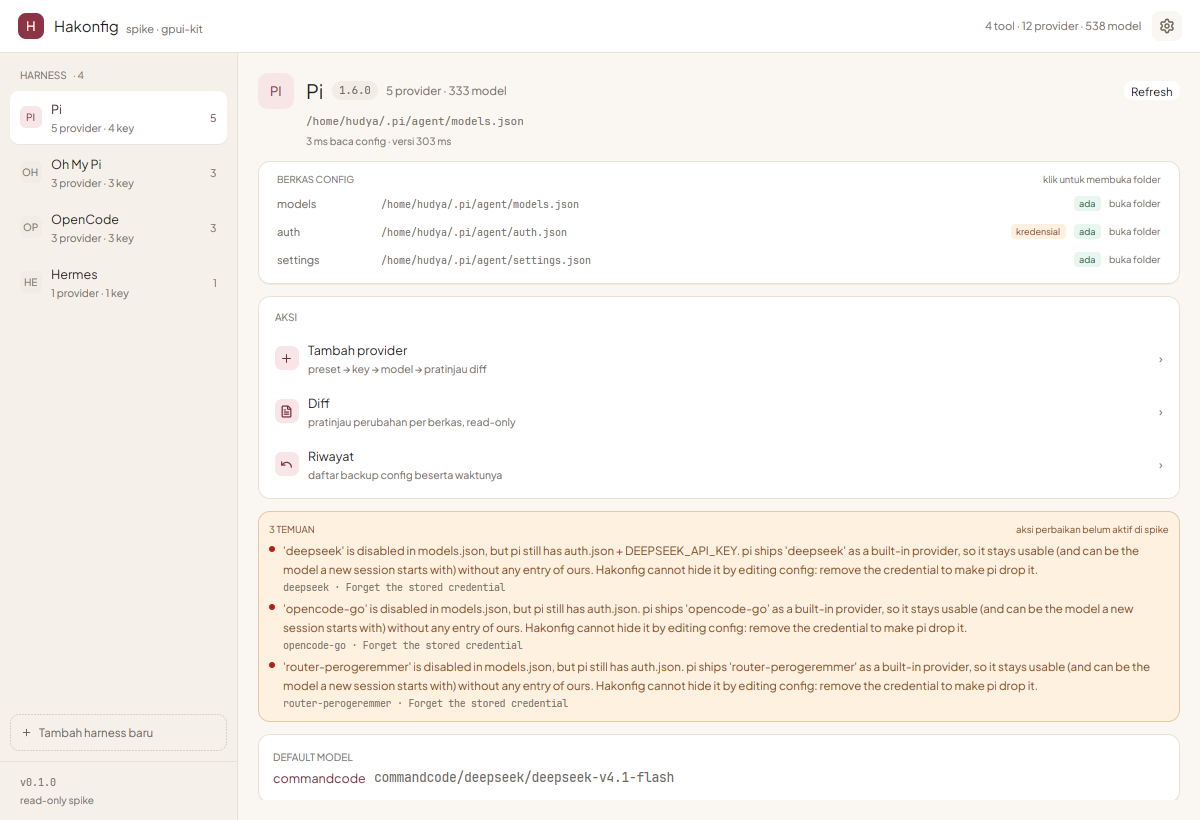 H Hakonfig spike · gpui-kit
4 tool · 12 provider · 538 model
HARNESS · 4
PI Pi
5 provider · 4 key
5
OH Oh My Pi
3 provider · 3 key
3
OP OpenCode
3 provider · 3 key
3
HE Hermes
1 provider · 1 key
1
+ Tambah harness baru
v0.1.0
read-only spike
PI Pi 1.6.0 5 provider · 333 model
Refresh
/home/hudya/.pi/agent/models.json
3 ms baca config · versi 303 ms
BERKAS CONFIG klik untuk membuka folder
models /home/hudya/.pi/agent/models.json ada buka folder
auth /home/hudya/.pi/agent/auth.json kredensial ada buka folder
settings /home/hudya/.pi/agent/settings.json ada buka folder
AKSI
Tambah provider
preset → key → model → pratinjau diff
Diff
pratinjau perubahan per berkas, read-only
Riwayat
daftar backup config beserta waktunya
3 TEMUAN aksi perbaikan belum aktif di spike
'deepseek' is disabled in models.json, but pi still has auth.json + DEEPSEEK_API_KEY. pi ships 'deepseek' as a built-in provider, so it stays usable (and can be the
model a new session starts with) without any entry of ours. Hakonfig cannot hide it by editing config: remove the credential to make pi drop it.
deepseek · Forget the stored credential
'opencode-go' is disabled in models.json, but pi still has auth.json. pi ships 'opencode-go' as a built-in provider, so it stays usable (and can be the model a new
session starts with) without any entry of ours. Hakonfig cannot hide it by editing config: remove the credential to make pi drop it.
opencode-go · Forget the stored credential
'router-perogeremmer' is disabled in models.json, but pi still has auth.json. pi ships 'router-perogeremmer' as a built-in provider, so it stays usable (and can be the
model a new session starts with) without any entry of ours. Hakonfig cannot hide it by editing config: remove the credential to make pi drop it.
router-perogeremmer · Forget the stored credential
DEFAULT MODEL
commandcode commandcode/deepseek/deepseek-v4.1-flash